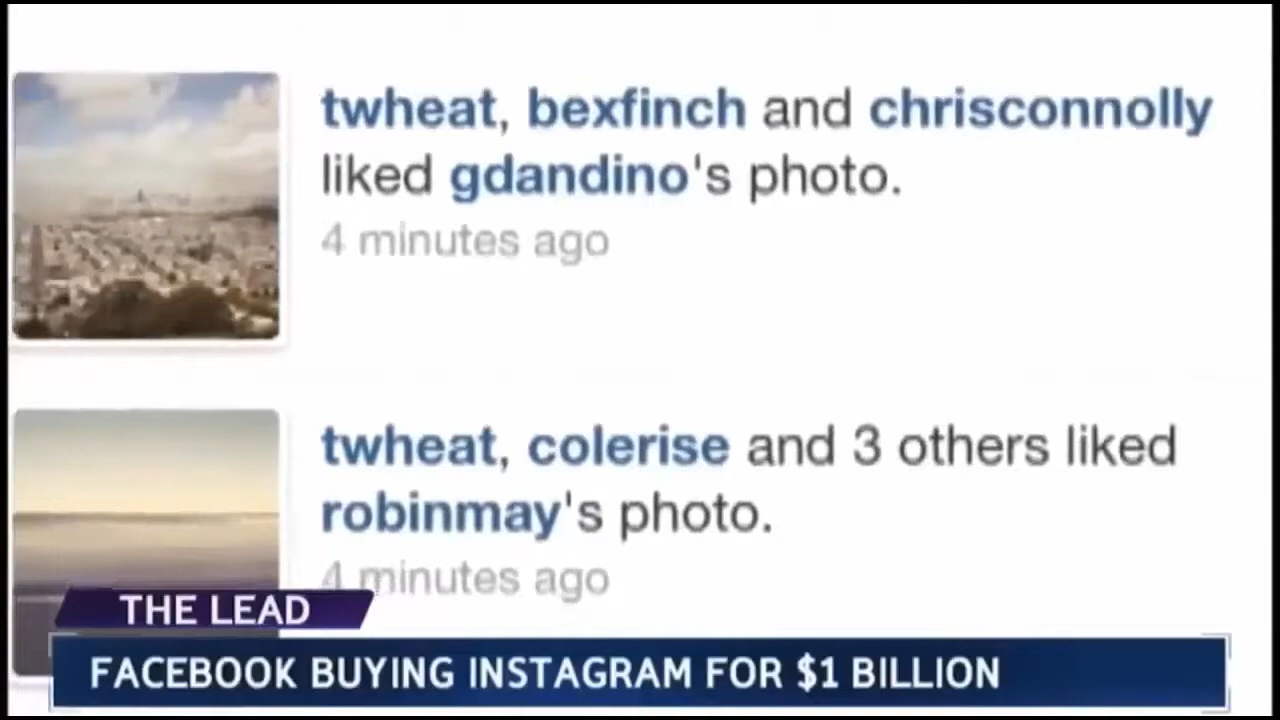 twheat, bexfinch and chrisconnolly
liked gdandino's photo.
4 minutes ago
twheat, colerise and 3 others liked
robinmay's photo.
4 minutes ago
THE LEAD
FACEBOOK BUYING INSTAGRAM FOR $1 BILLION